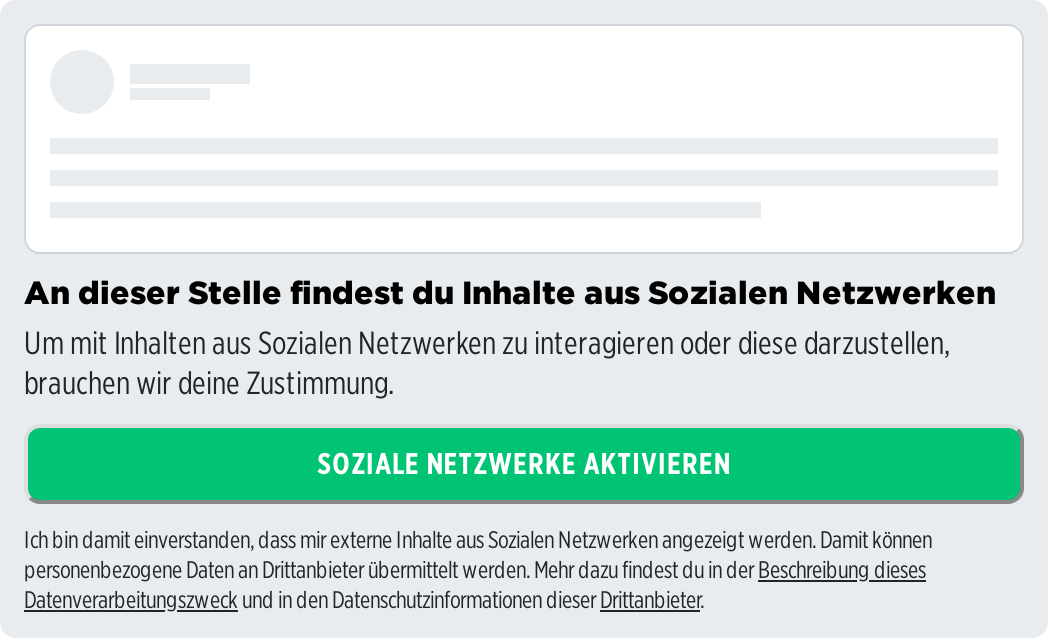 An dieser Stelle findest du Inhalte aus Sozialen Netzwerken
Um mit Inhalten aus Sozialen Netzwerken zu interagieren oder diese darzustellen,
brauchen wir deine Zustimmung.
SOZIALE NETZWERKE AKTIVIEREN
Ich bin damit einverstanden, dass mir externe Inhalte aus Sozialen Netzwerken angezeigt werden. Damit können
personenbezogene Daten an Drittanbieter übermittelt werden. Mehr dazu findest du in der Beschreibung dieses
Datenverarbeitungszweck und in den Datenschutzinformationen dieser Drittanbieter.